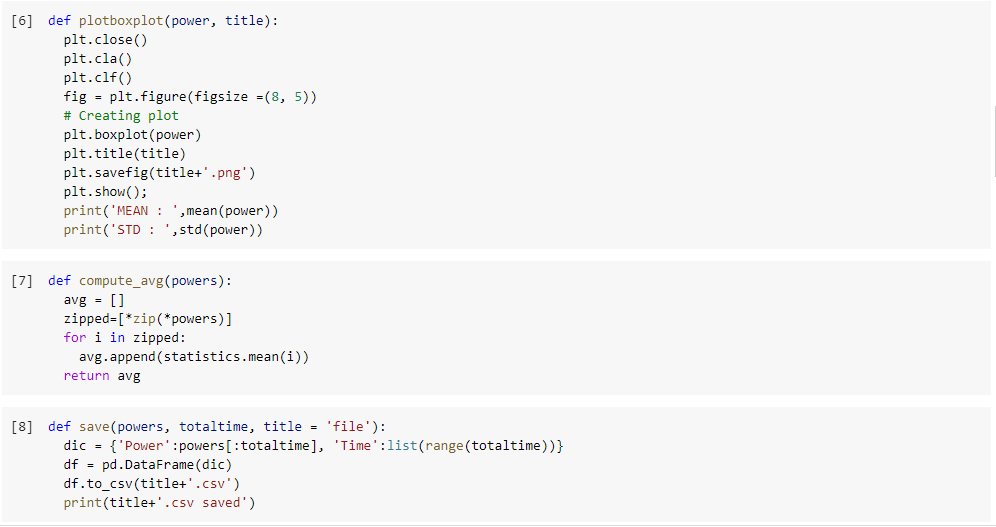 [6] def plotboxplot(power, title):
plt.close()
plt.cla()
plt.clf()
fig = plt.figure(figsize =(8, 5))
# Creating plot
plt.boxplot(power)
plt.title(title)
plt.savefig(title+'.png')
plt.show();
print('MEAN : ',mean(power))
print('STD : ',std(power))
[7] def compute_avg(powers):
avg = []
zipped=[*zip(*powers)]
for i in zipped:
avg.append(statistics.mean(i))
return avg
[8] def save(powers, totaltime, title = 'file'):
dic = {'Power':powers[:totaltime], 'Time':list(range(totaltime))}
df = pd.DataFrame(dic)
df.to_csv(title+'.csv')
print(title+'.csv saved')